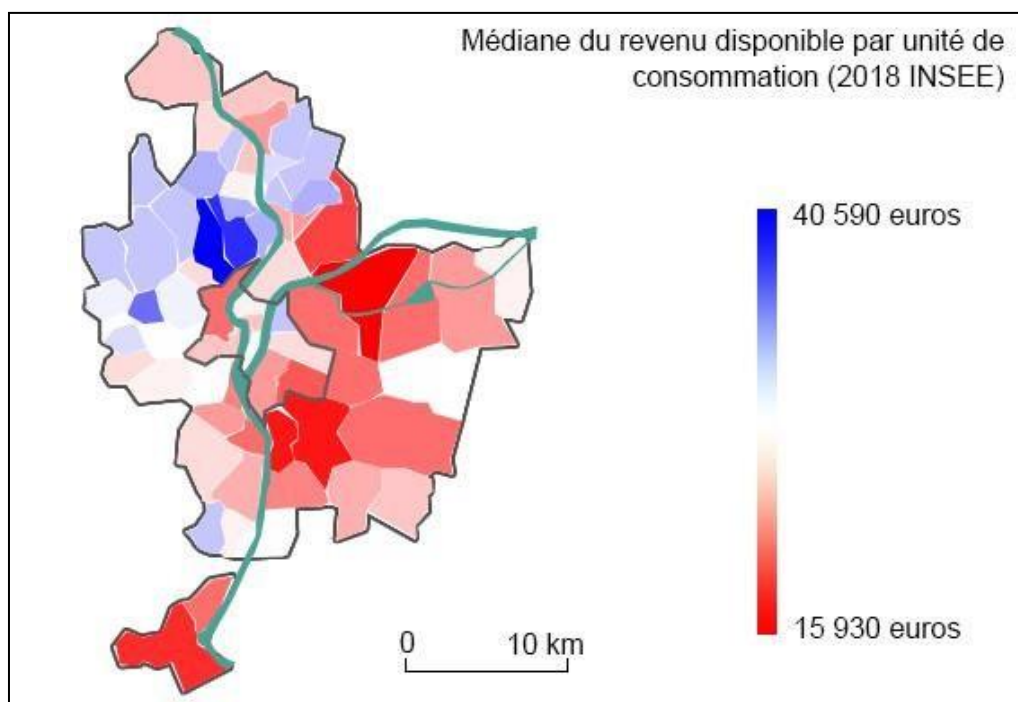 Médiane du revenu disponible par unité de
consommation (2018 INSEE)
40 590 euros
15 930 euros
0 10 km